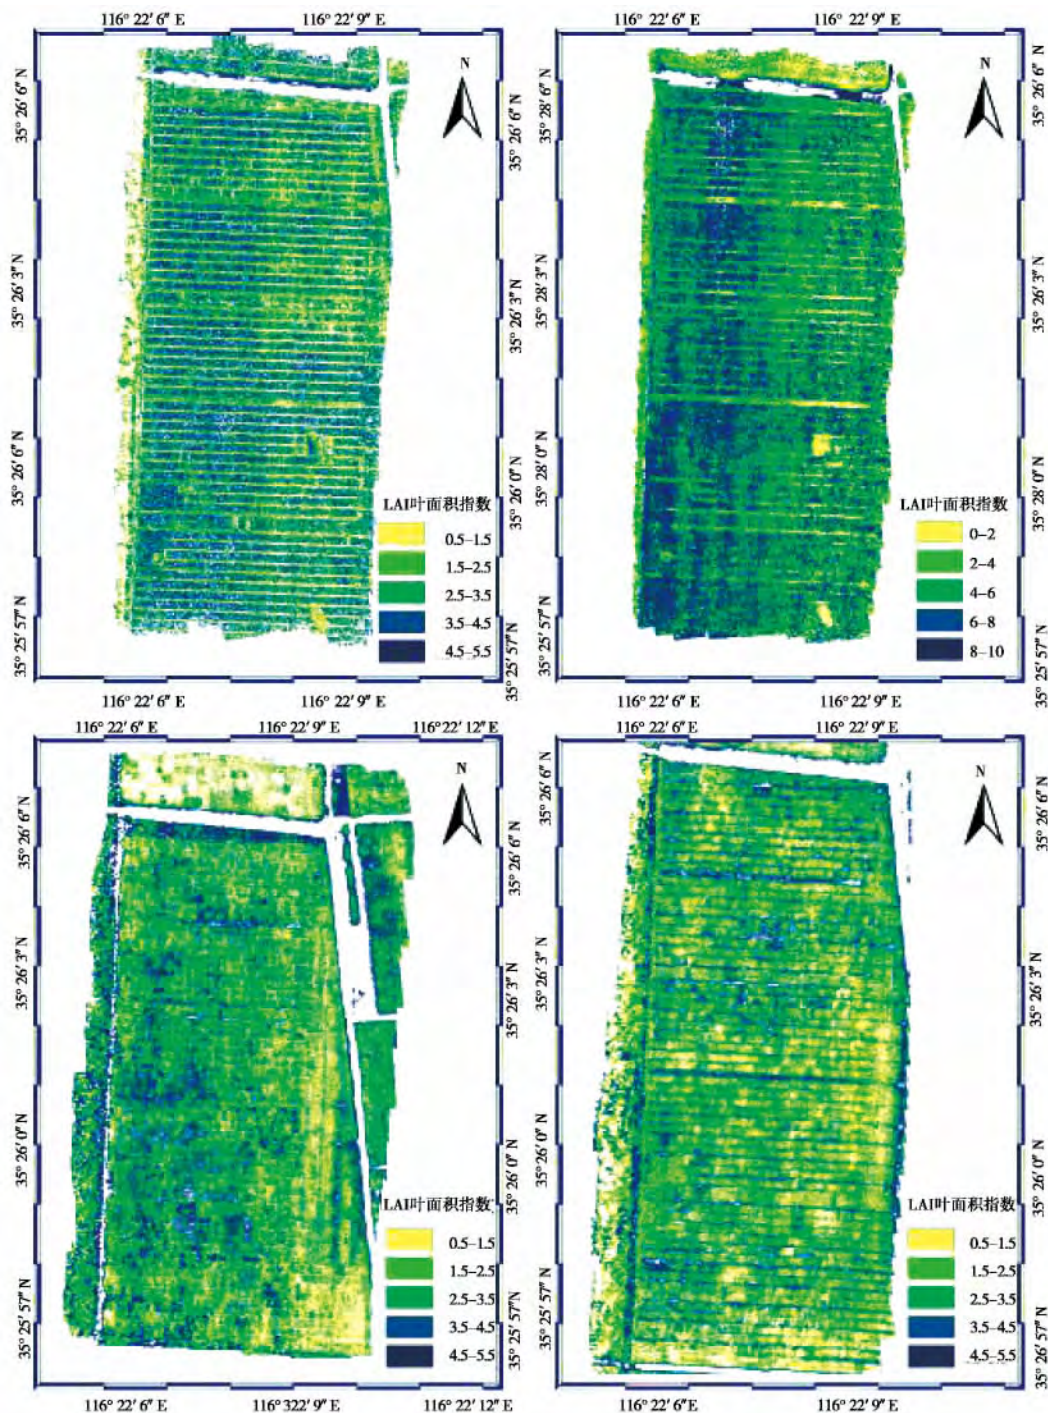 116° 22′ 6″ E
116° 22′ 9″ E
35° 26′ 6″ N
35° 26′ 3″ N
35° 26′ 6″ N
35° 25′ 57″ N
N
35° 26′ 6″ N
35° 26′ 3″ N
35° 26′ 0″ N
35° 25′ 57″ N
LAI叶面积指数
0.5–1.5
1.5–2.5
2.5–3.5
3.5–4.5
4.5–5.5
116° 22′ 6″ E
116° 22′ 9″ E
116° 22′ 6″ E
116° 22′ 9″ E
35° 28′ 6″ N
35° 28′ 3″ N
35° 28′ 0″ N
35° 25′ 57″ N
N
35° 26′ 6″ N
35° 26′ 3″ N
35° 28′ 0″ N
35° 25′ 57″ N
LAI叶面积指数
0–2
2–4
4–6
6–8
8–10
116° 22′ 6″ E
116° 22′ 9″ E
116° 22′ 6″ E
116° 22′ 9″ E
116° 22′ 12″ E
35° 26′ 6″ N
35° 26′ 3″ N
35° 26′ 0″ N
35° 25′ 57″ N
N
35° 26′ 6″ N
35° 26′ 3″ N
35° 26′ 0″ N
35° 25′ 57″ N
LAI叶面积指数
0.5–1.5
1.5–2.5
2.5–3.5
3.5–4.5
4.5–5.5
116° 22′ 6″ E
116° 322′ 9″ E
116° 22′ 12″ E
116° 22′ 6″ E
116° 22′ 9″ E
35° 26′ 6″ N
35° 26′ 3″ N
35° 26′ 0″ N
35° 25′ 57″ N
N
35° 26′ 6″ N
35° 26′ 3″ N
35° 26′ 0″ N
35° 26′ 57″ N
LAI叶面积指数
0.5–1.5
1.5–2.5
2.5–3.5
3.5–4.5
4.5–5.5
116° 22′ 6″ E
116° 22′ 9″ E